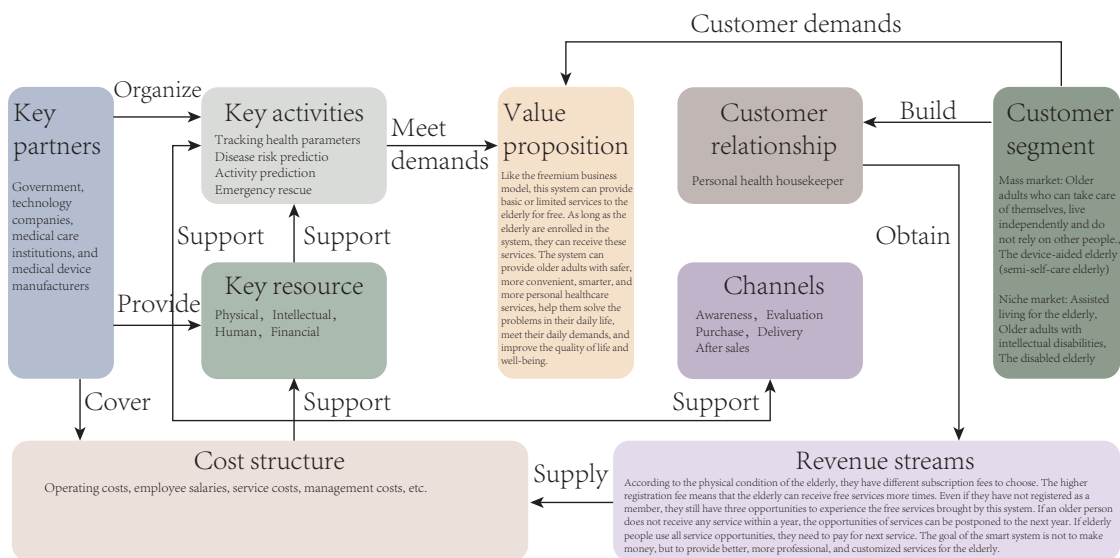 Customer demands
Organize
Key
partners
Government,
technology
companies,
medical care
institutions, and
medical device
manufacturers
Key activities
Tracking health parameters
Disease risk predictio
Activity prediction
Emergency rescue
Meet
demands
Value
proposition
Like the freemium business
model, this system can provide
basic or limited services to the
elderly for free. As long as the
elderly are enrolled in the
system, they can receive these
services. The system can
provide older adults with safer,
more convenient, smarter, and
more personal healthcare
services, help them solve the
problems in their daily life,
meet their daily demands, and
improve the quality of life and
well-being.
Customer
relationship
Personal health housekeeper
Build
Customer
segment
Mass market: Older
adults who can take care
of themselves, live
independently and do
not rely on other people.,
The device-aided elderly
(semi-self-care elderly)
Niche market: Assisted
living for the elderly,
Older adults with
intellectual disabilities,
The disabled elderly
Support
Support
Obtain
Provide
Key resource
Physical, Intellectual,
Human, Financial
Channels
Awareness, Evaluation
Purchase, Delivery
After sales
Cover
Support
Support
Cost structure
Operating costs, employee salaries, service costs, management costs, etc.
Supply
Revenue streams
According to the physical condition of the elderly, they have different subscription fees to choose. The higher
registration fee means that the elderly can receive free services more times. Even if they have not registered as a
member, they still have three opportunities to experience the free services brought by this system. If an older person
does not receive any service within a year, the opportunities of services can be postponed to the next year. If elderly
people use all service opportunities, they need to pay for next service. The goal of the smart system is not to make
money, but to provide better, more professional, and customized services for the elderly.